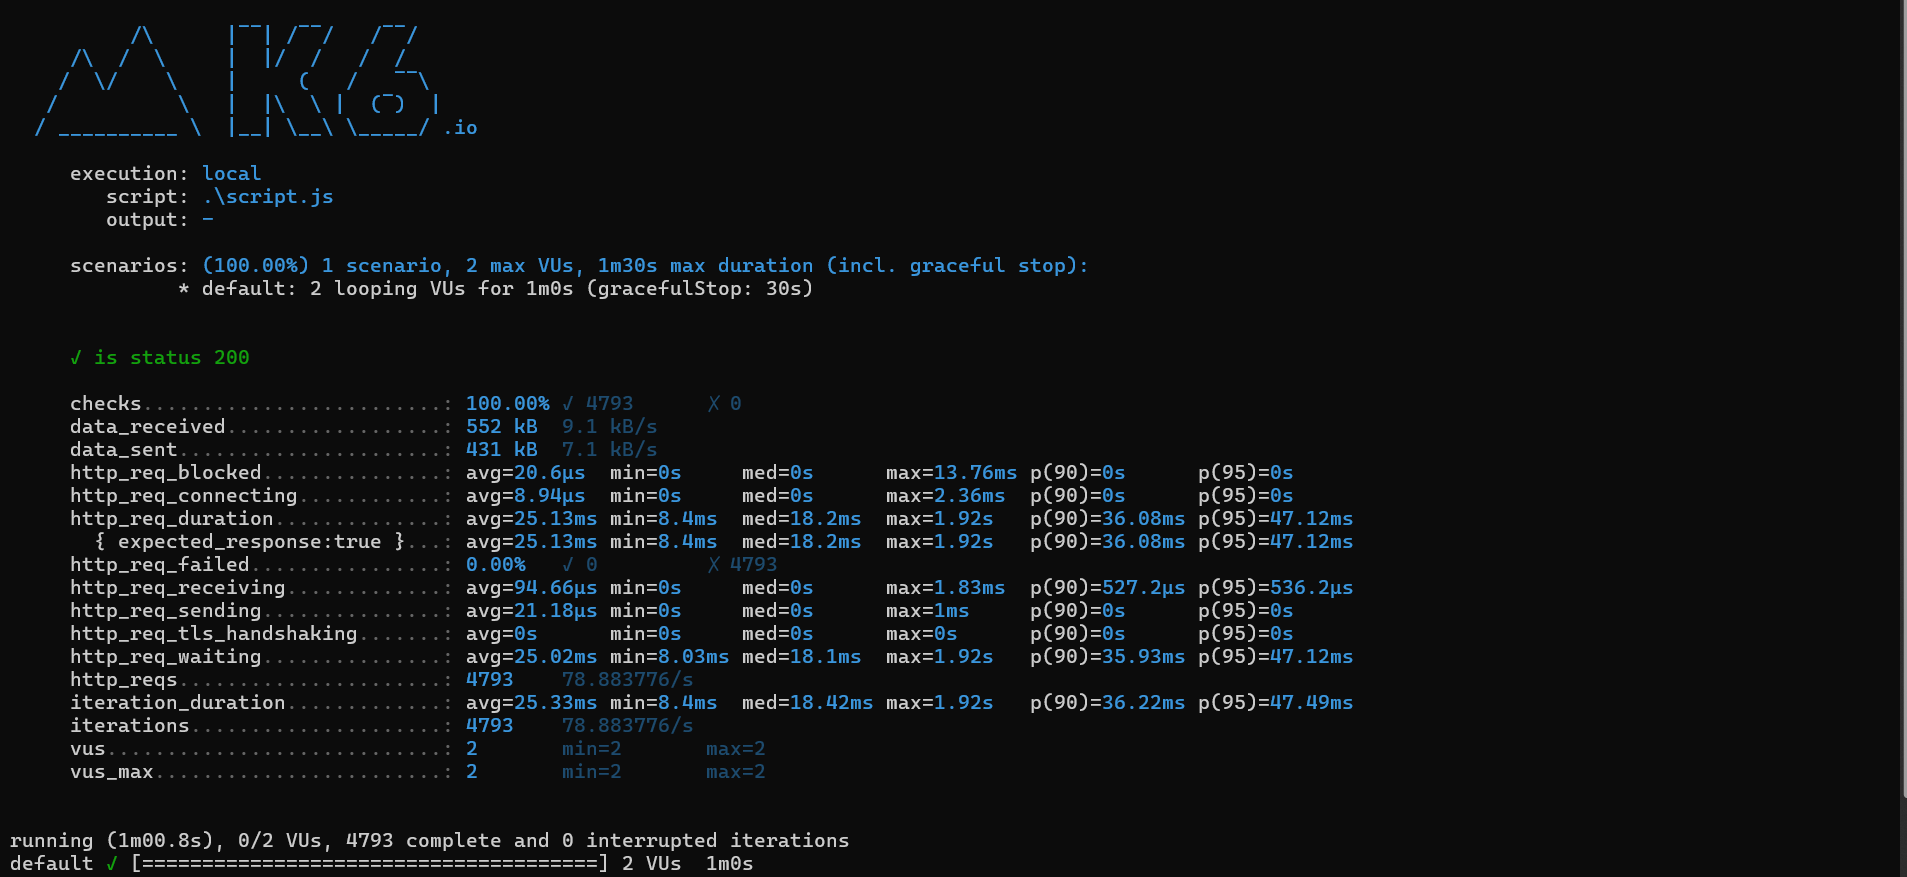 /\      |‾‾| /‾‾/   /‾‾/
     /\  /  \     |  |/  /   /  /
    /  \/    \    |     (   /   ‾‾\
   /          \   |  |\  \ |  (‾)  |
  / __________ \  |__| \__\ \_____/ .io
     execution: local
        script: .\script.js
        output: -
     scenarios: (100.00%) 1 scenario, 2 max VUs, 1m30s max duration (incl. graceful stop):
              * default: 2 looping VUs for 1m0s (gracefulStop: 30s)
     ✓ is status 200
     checks.........................: 100.00% ✓ 4793      ✗ 0
     data_received..................: 552 kB  9.1 kB/s
     data_sent......................: 431 kB  7.1 kB/s
     http_req_blocked...............: avg=20.6µs  min=0s     med=0s      max=13.76ms p(90)=0s      p(95)=0s
     http_req_connecting............: avg=8.94µs  min=0s     med=0s      max=2.36ms  p(90)=0s      p(95)=0s
     http_req_duration..............: avg=25.13ms min=8.4ms  med=18.2ms  max=1.92s   p(90)=36.08ms p(95)=47.12ms
       { expected_response:true }...: avg=25.13ms min=8.4ms  med=18.2ms  max=1.92s   p(90)=36.08ms p(95)=47.12ms
     http_req_failed................: 0.00%   ✓ 0         ✗ 4793
     http_req_receiving.............: avg=94.66µs min=0s     med=0s      max=1.83ms  p(90)=527.2µs p(95)=536.2µs
     http_req_sending...............: avg=21.18µs min=0s     med=0s      max=1ms     p(90)=0s      p(95)=0s
     http_req_tls_handshaking.......: avg=0s      min=0s     med=0s      max=0s      p(90)=0s      p(95)=0s
     http_req_waiting...............: avg=25.02ms min=8.03ms med=18.1ms  max=1.92s   p(90)=35.93ms p(95)=47.12ms
     http_reqs......................: 4793    78.883776/s
     iteration_duration.............: avg=25.33ms min=8.4ms  med=18.42ms max=1.92s   p(90)=36.22ms p(95)=47.49ms
     iterations.....................: 4793    78.883776/s
     vus............................: 2       min=2       max=2
     vus_max........................: 2       min=2       max=2
running (1m00.8s), 0/2 VUs, 4793 complete and 0 interrupted iterations
default ✓ [======================================] 2 VUs  1m0s